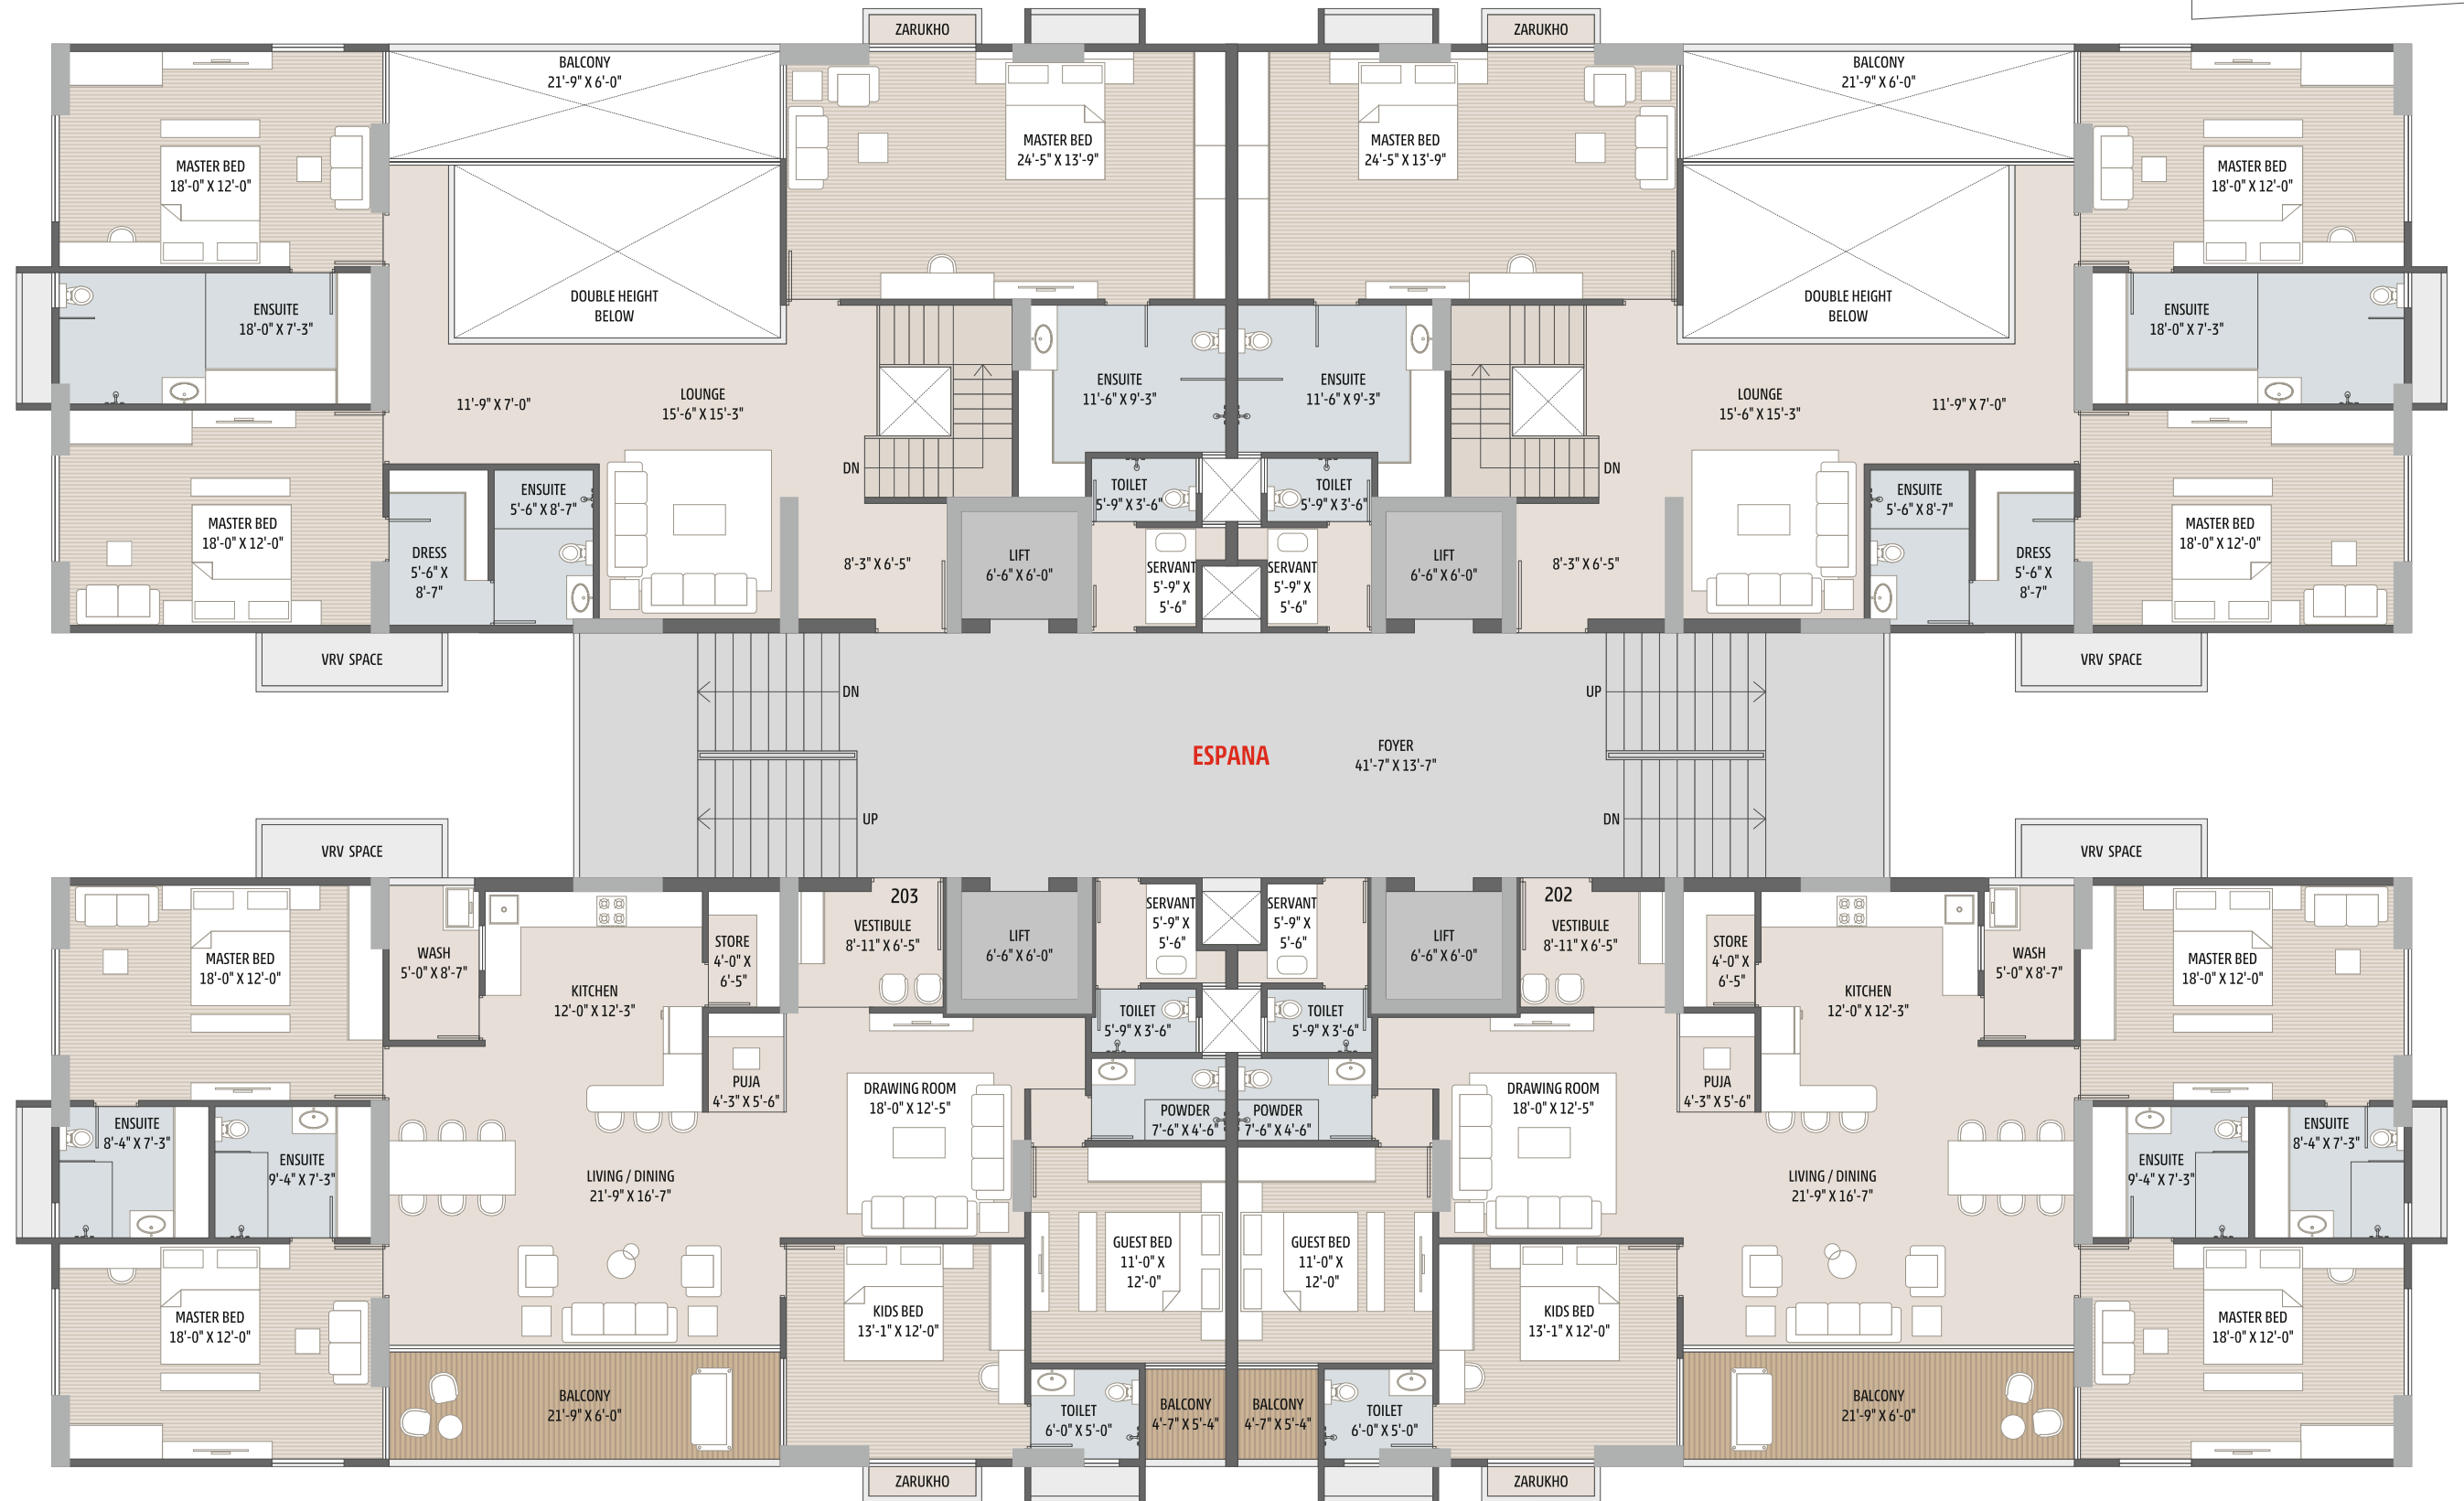 ZARUKHO
ZARUKHO
BALCONY
21'-9" X 6'-0"
BALCONY
21'-9" X 6'-0"
MASTER BED
24'-5" X 13'-9"
MASTER BED
24'-5" X 13'-9"
MASTER BED
18'-0" X 12'-0"
MASTER BED
18'-0" X 12'-0"
DOUBLE HEIGHT
BELOW
DOUBLE HEIGHT
BELOW
ENSUITE
18'-0" X 7'-3"
ENSUITE
18'-0" X 7'-3"
11'-9" X 7'-0"
LOUNGE
15'-6" X 15'-3"
ENSUITE
11'-6" X 9'-3"
ENSUITE
11'-6" X 9'-3"
LOUNGE
15'-6" X 15'-3"
11'-9" X 7'-0"
DN
DN
TOILET
5'-9" X 3'-6"
TOILET
5'-9" X 3'-6"
ENSUITE
5'-6" X 8'-7"
ENSUITE
5'-6" X 8'-7"
MASTER BED
18'-0" X 12'-0"
MASTER BED
18'-0" X 12'-0"
DRESS
5'-6" X
8'-7"
DRESS
5'-6" X
8'-7"
8'-3" X 6'-5"
LIFT
6'-6" X 6'-0"
SERVANT
5'-9" X
5'-6"
SERVANT
5'-9" X
5'-6"
LIFT
6'-6" X 6'-0"
8'-3" X 6'-5"
VRV SPACE
VRV SPACE
DN
UP
ESPANA
FOYER
41'-7" X 13'-7"
UP
DN
VRV SPACE
VRV SPACE
203
202
VESTIBULE
8'-11" X 6'-5"
VESTIBULE
8'-11" X 6'-5"
SERVANT
5'-9" X
5'-6"
SERVANT
5'-9" X
5'-6"
LIFT
6'-6" X 6'-0"
LIFT
6'-6" X 6'-0"
MASTER BED
18'-0" X 12'-0"
WASH
5'-0" X 8'-7"
KITCHEN
12'-0" X 12'-3"
STORE
4'-0" X
6'-5"
STORE
4'-0" X
6'-5"
KITCHEN
12'-0" X 12'-3"
WASH
5'-0" X 8'-7"
MASTER BED
18'-0" X 12'-0"
TOILET
5'-9" X 3'-6"
TOILET
5'-9" X 3'-6"
PUJA
4'-3" X 5'-6"
PUJA
4'-3" X 5'-6"
DRAWING ROOM
18'-0" X 12'-5"
DRAWING ROOM
18'-0" X 12'-5"
POWDER
7'-6" X 4'-6"
POWDER
7'-6" X 4'-6"
ENSUITE
8'-4" X 7'-3"
ENSUITE
9'-4" X 7'-3"
ENSUITE
9'-4" X 7'-3"
ENSUITE
8'-4" X 7'-3"
LIVING / DINING
21'-9" X 16'-7"
LIVING / DINING
21'-9" X 16'-7"
GUEST BED
11'-0" X
12'-0"
GUEST BED
11'-0" X
12'-0"
MASTER BED
18'-0" X 12'-0"
KIDS BED
13'-1" X 12'-0"
KIDS BED
13'-1" X 12'-0"
MASTER BED
18'-0" X 12'-0"
BALCONY
21'-9" X 6'-0"
TOILET
6'-0" X 5'-0"
BALCONY
4'-7" X 5'-4"
BALCONY
4'-7" X 5'-4"
TOILET
6'-0" X 5'-0"
BALCONY
21'-9" X 6'-0"
ZARUKHO
ZARUKHO